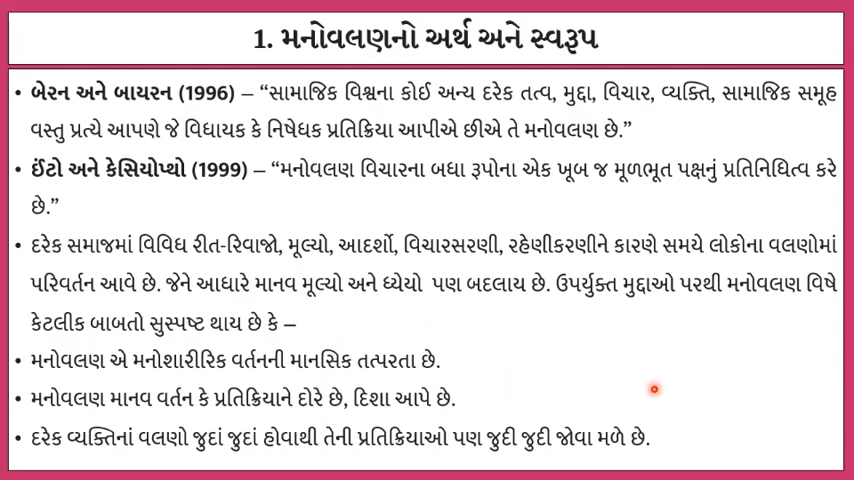 1. મનોવલણનો અર્થ અને સ્વરૂપ
• બેરન અને બાયરન (1996) – “સામાજિક વિશ્વના કોઈ અન્ય દરેક તત્વ, મુદ્દા, વિચાર, વ્યક્તિ, સામાજિક સમૂહ
વસ્તુ પ્રત્યે આપણે જે વિધાયક કે નિષેધક પ્રતિક્રિયા આપીએ છીએ તે મનોવલણ છે.”
• ઈંટો અને કેસિયોપ્થો (1999) – “મનોવલણ વિચારના બધા રૂપોના એક ખૂબ જ મૂળભૂત પક્ષનું પ્રતિનિધિત્વ કરે
છે.”
• દરેક સમાજમાં વિવિધ રીત-રિવાજો, મૂલ્યો, આદર્શો, વિચારસરણી, રહેણીકરણીને કારણે સમયે લોકોના વલણોમાં
પરિવર્તન આવે છે. જેને આધારે માનવ મૂલ્યો અને ધ્યેયો પણ બદલાય છે. ઉપર્યુક્ત મુદ્દાઓ પરથી મનોવલણ વિષે
કેટલીક બાબતો સુસ્પષ્ટ થાય છે કે –
• મનોવલણ એ મનોશારીરિક વર્તનની માનસિક તત્પરતા છે.
• મનોવલણ માનવ વર્તન કે પ્રતિક્રિયાને દોરે છે, દિશા આપે છે.
• દરેક વ્યક્તિનાં વલણો જુદાં જુદાં હોવાથી તેની પ્રતિક્રિયાઓ પણ જુદી જુદી જોવા મળે છે.